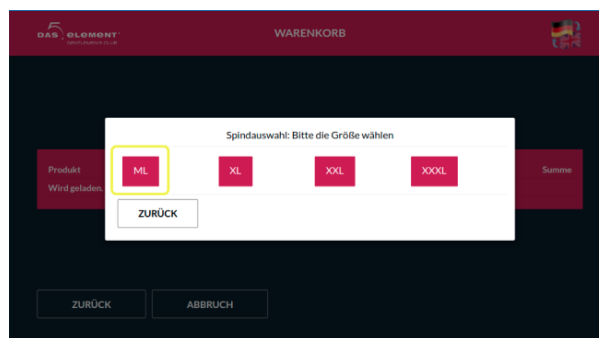 DAS 5 ELEMENT
WARENKORB
Spindauswahl: Bitte die Größe wählen
Produkt
Summe
ML
XL
XXL
XXXL
Wird geladen.
ZURÜCK
ZURÜCK
ABBRUCH